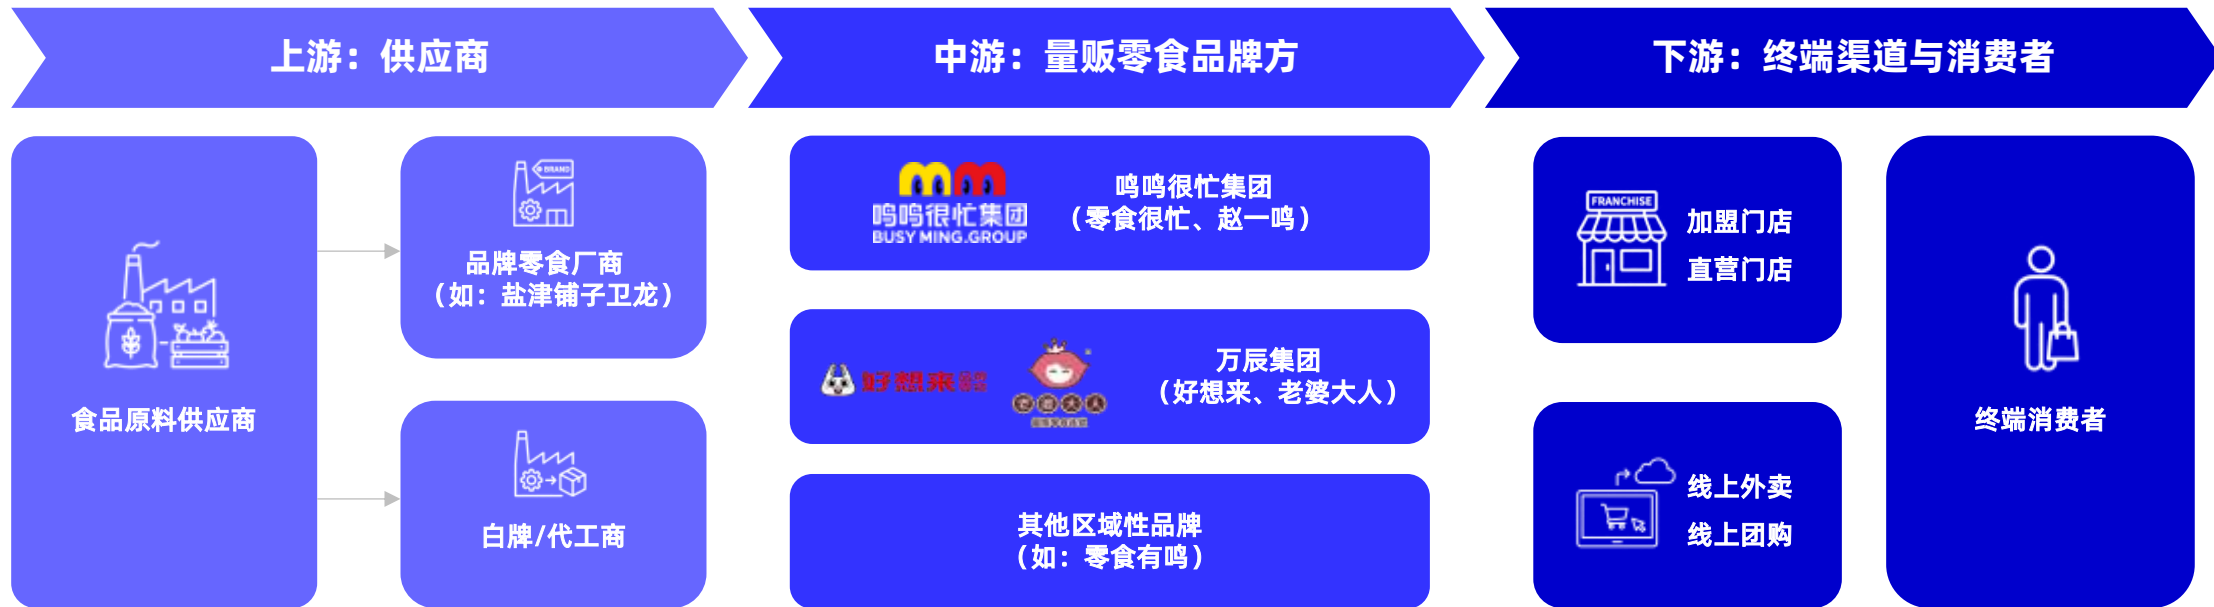 上游：供应商
中游：量贩零食品牌方
下游：终端渠道与消费者
食品原料供应商
BRAND
品牌零食厂商
（如：盐津铺子卫龙）
白牌/代工商
鸣鸣很忙集团
BUSY MING.GROUP
鸣鸣很忙集团
（零食很忙、赵一鸣）
好想来
老婆大人
万辰集团
（好想来、老婆大人）
其他区域性品牌
（如：零食有鸣）
FRANCHISE
加盟门店
直营门店
线上外卖
线上团购
终端消费者